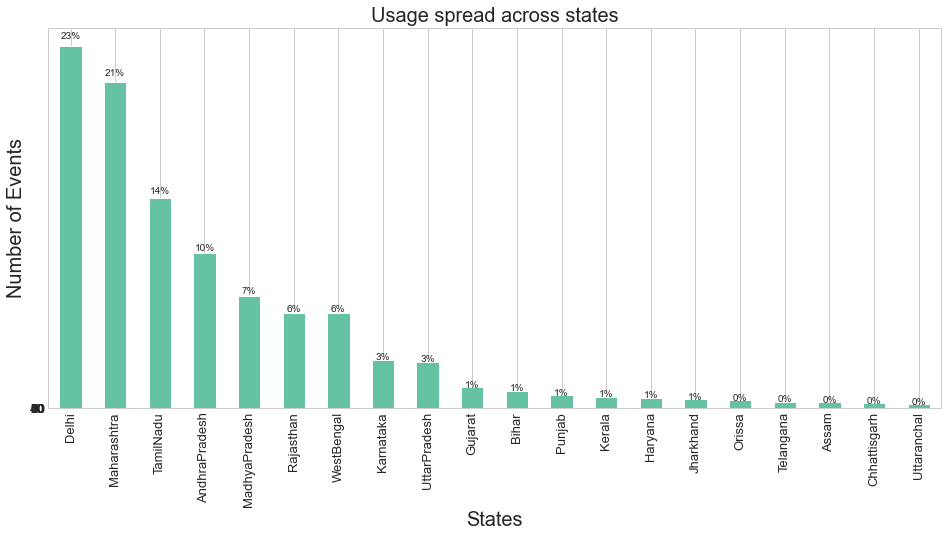 Usage spread across states
Number of Events
23%
21%
14%
10%
7%
6%
6%
3%
3%
1%
1%
1%
1%
1%
1%
0%
0%
0%
0%
0%
Delhi
Maharashtra
TamilNadu
AndhraPradesh
MadhyaPradesh
Rajasthan
WestBengal
Karnataka
UttarPradesh
Gujarat
Bihar
Punjab
Kerala
Haryana
Jharkhand
Orissa
Telangana
Assam
Chhattisgarh
Uttaranchal
States